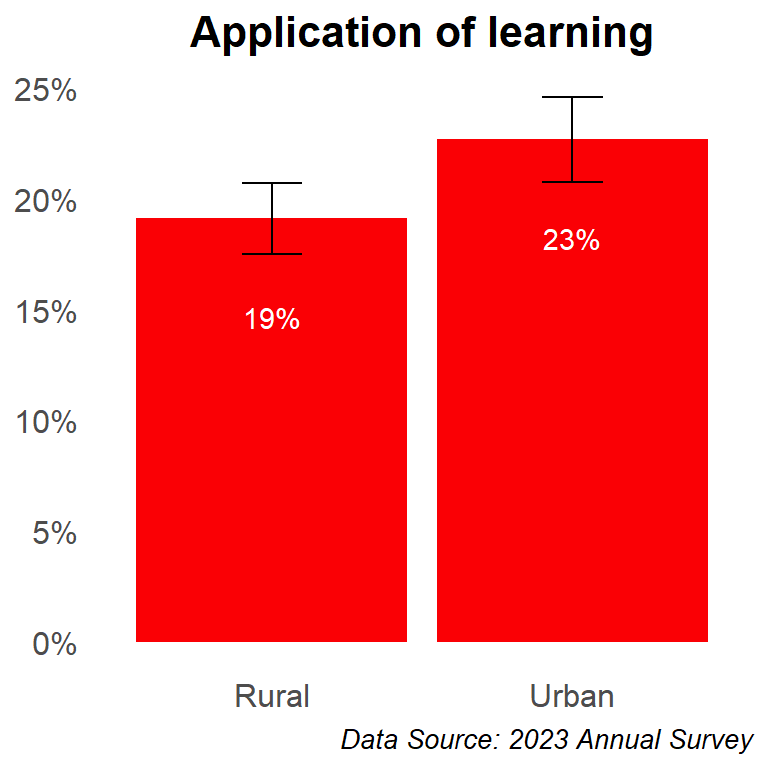 Application of learning
25%
20%
15%
10%
5%
0%
19%
23%
Rural Urban
Data Source: 2023 Annual Survey